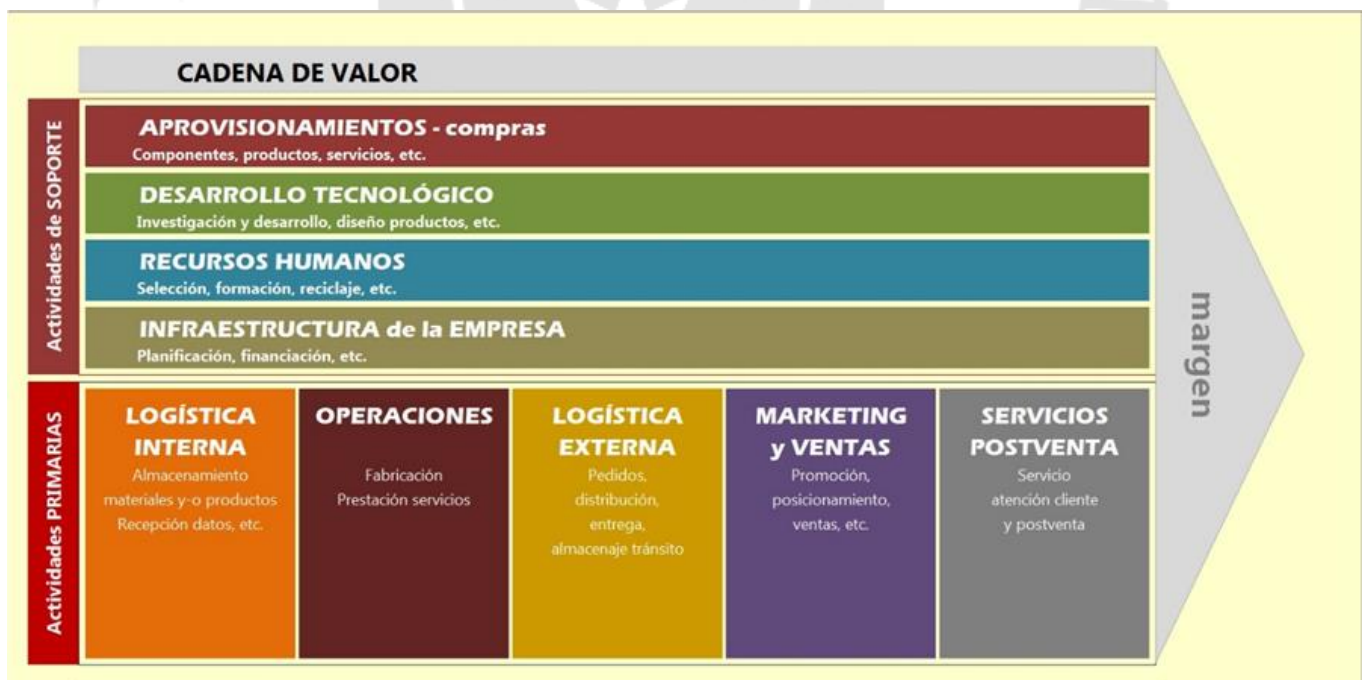 CADENA DE VALOR
Actividades de SOPORTE
APROVISIONAMIENTOS - compras
Componentes, productos, servicios, etc.
DESARROLLO TECNOLÓGICO
Investigación y desarrollo, diseño productos, etc.
RECURSOS HUMANOS
Selección, formación, reciclaje, etc.
INFRAESTRUCTURA de la EMPRESA
Planificación, financiación, etc.
Actividades PRIMARIAS
LOGÍSTICA
INTERNA
Almacenamiento
materiales y-o productos
Recepción datos, etc.
OPERACIONES
Fabricación
Prestación servicios
LOGÍSTICA
EXTERNA
Pedidos,
distribución,
entrega,
almacenaje tránsito
MARKETING
y VENTAS
Promoción,
posicionamiento,
ventas, etc.
SERVICIOS
POSTVENTA
Servicio
atención cliente
y postventa
margen